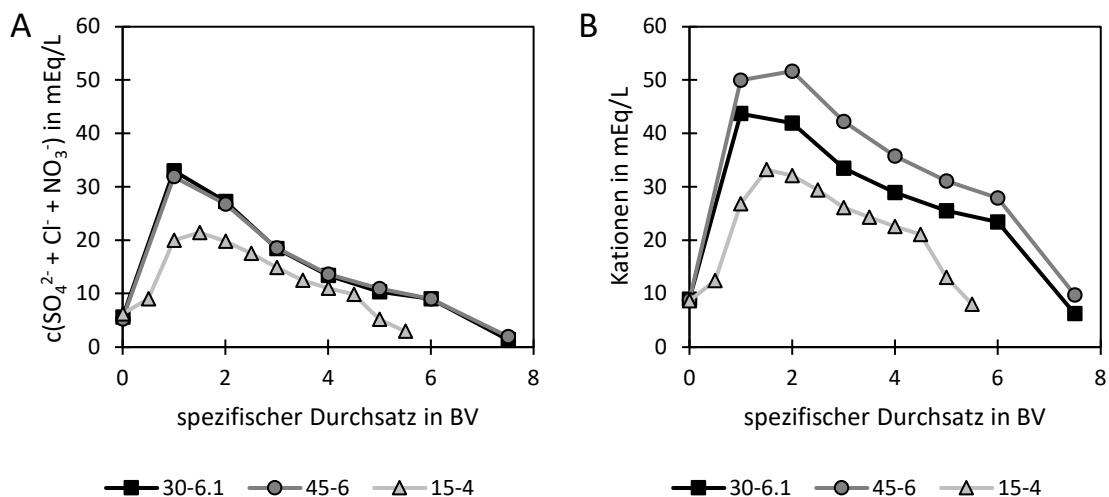 A
c(SO₄²⁻ + Cl⁻ + NO₃⁻) in mEq/L
60
50
40
30
20
10
0
0 2 4 6 8
spezifischer Durchsatz in BV
30-6.1 45-6 15-4
B
Kationen in mEq/L
60
50
40
30
20
10
0
0 2 4 6 8
spezifischer Durchsatz in BV
30-6.1 45-6 15-4